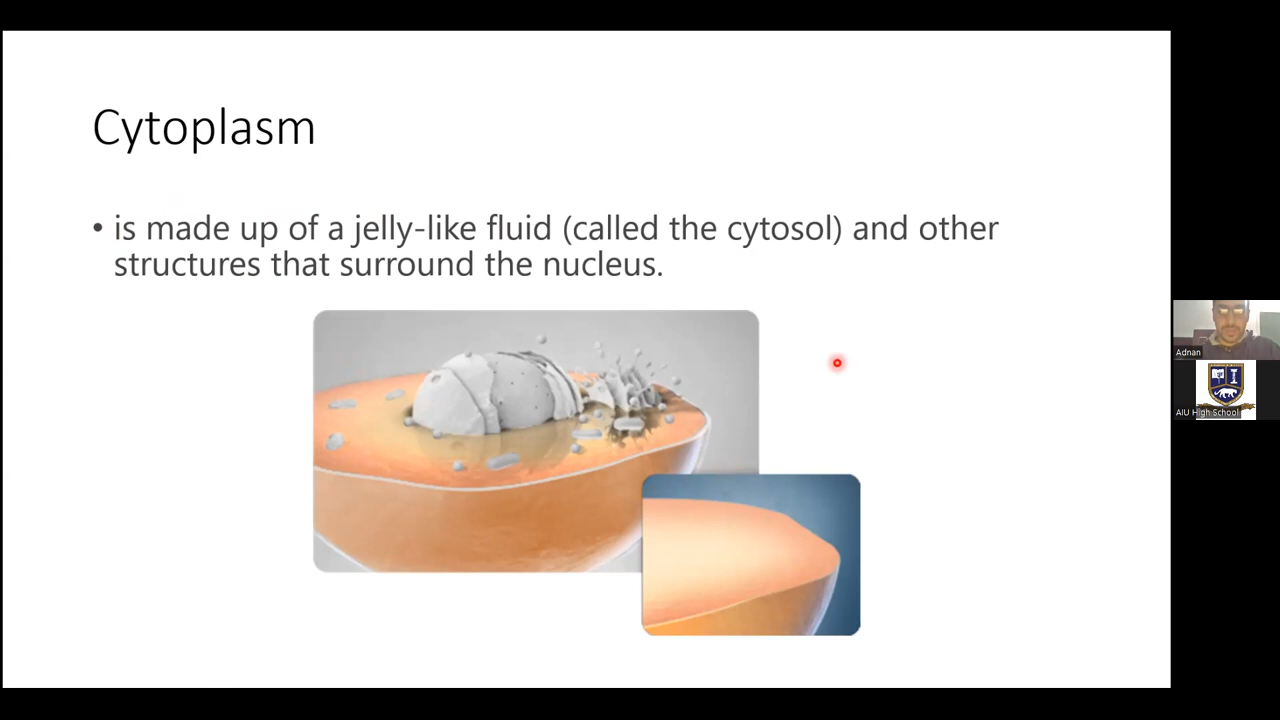 Cytoplasm
• is made up of a jelly-like fluid (called the cytosol) and other
structures that surround the nucleus.
Adnan
AIU High School